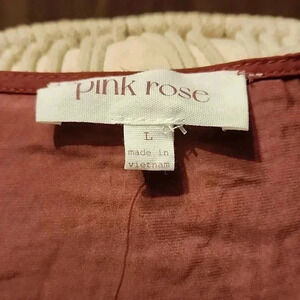 pink rose
L
made in
vietnam